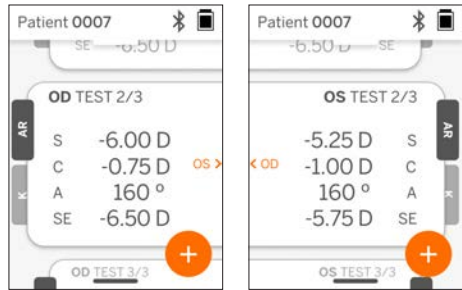 Patient 0007
SE -6.50 D
OD TEST 2/3
AR
K
S -6.00 D
C -0.75 D
A 160 º
SE -6.50 D
OS >
+
OD TEST 3/3
Patient 0007
-6.50 D SE
OS TEST 2/3
AR
K
-5.25 D S
-1.00 D C
160 º A
-5.75 D SE
< OD
+
OS TEST 3/3